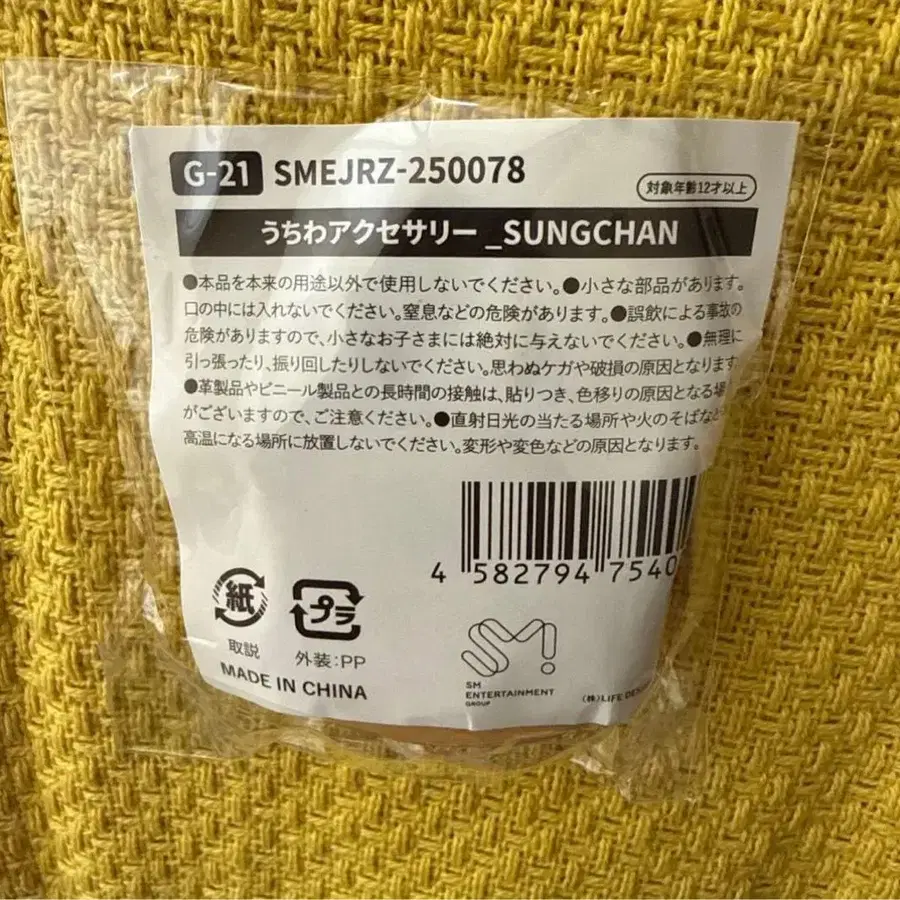 G-21 SMEJRZ-250078
対象年齢12才以上
うちわアクセサリー _SUNGCHAN
●本品を本来の用途以外で使用しないでください。●小さな部品があります。
口の中には入れないでください。窒息などの危険があります。●誤飲による事故の
危険がありますので、小さなお子さまには絶対に与えないでください。●無理に
引っ張ったり、振り回したりしないでください。思わぬケガや破損の原因となります
●革製品やビニール製品との長時間の接触は、貼りつき、色移りの原因となる場
がございますので、ご注意ください。●直射日光の当たる場所や火のそばなど
高温になる場所に放置しないでください。変形や変色などの原因となります。
4 582794 7540
紙 プラ
取説 外装:PP
MADE IN CHINA
SM
SM
ENTERTAINMENT
GROUP
(株)LIFE